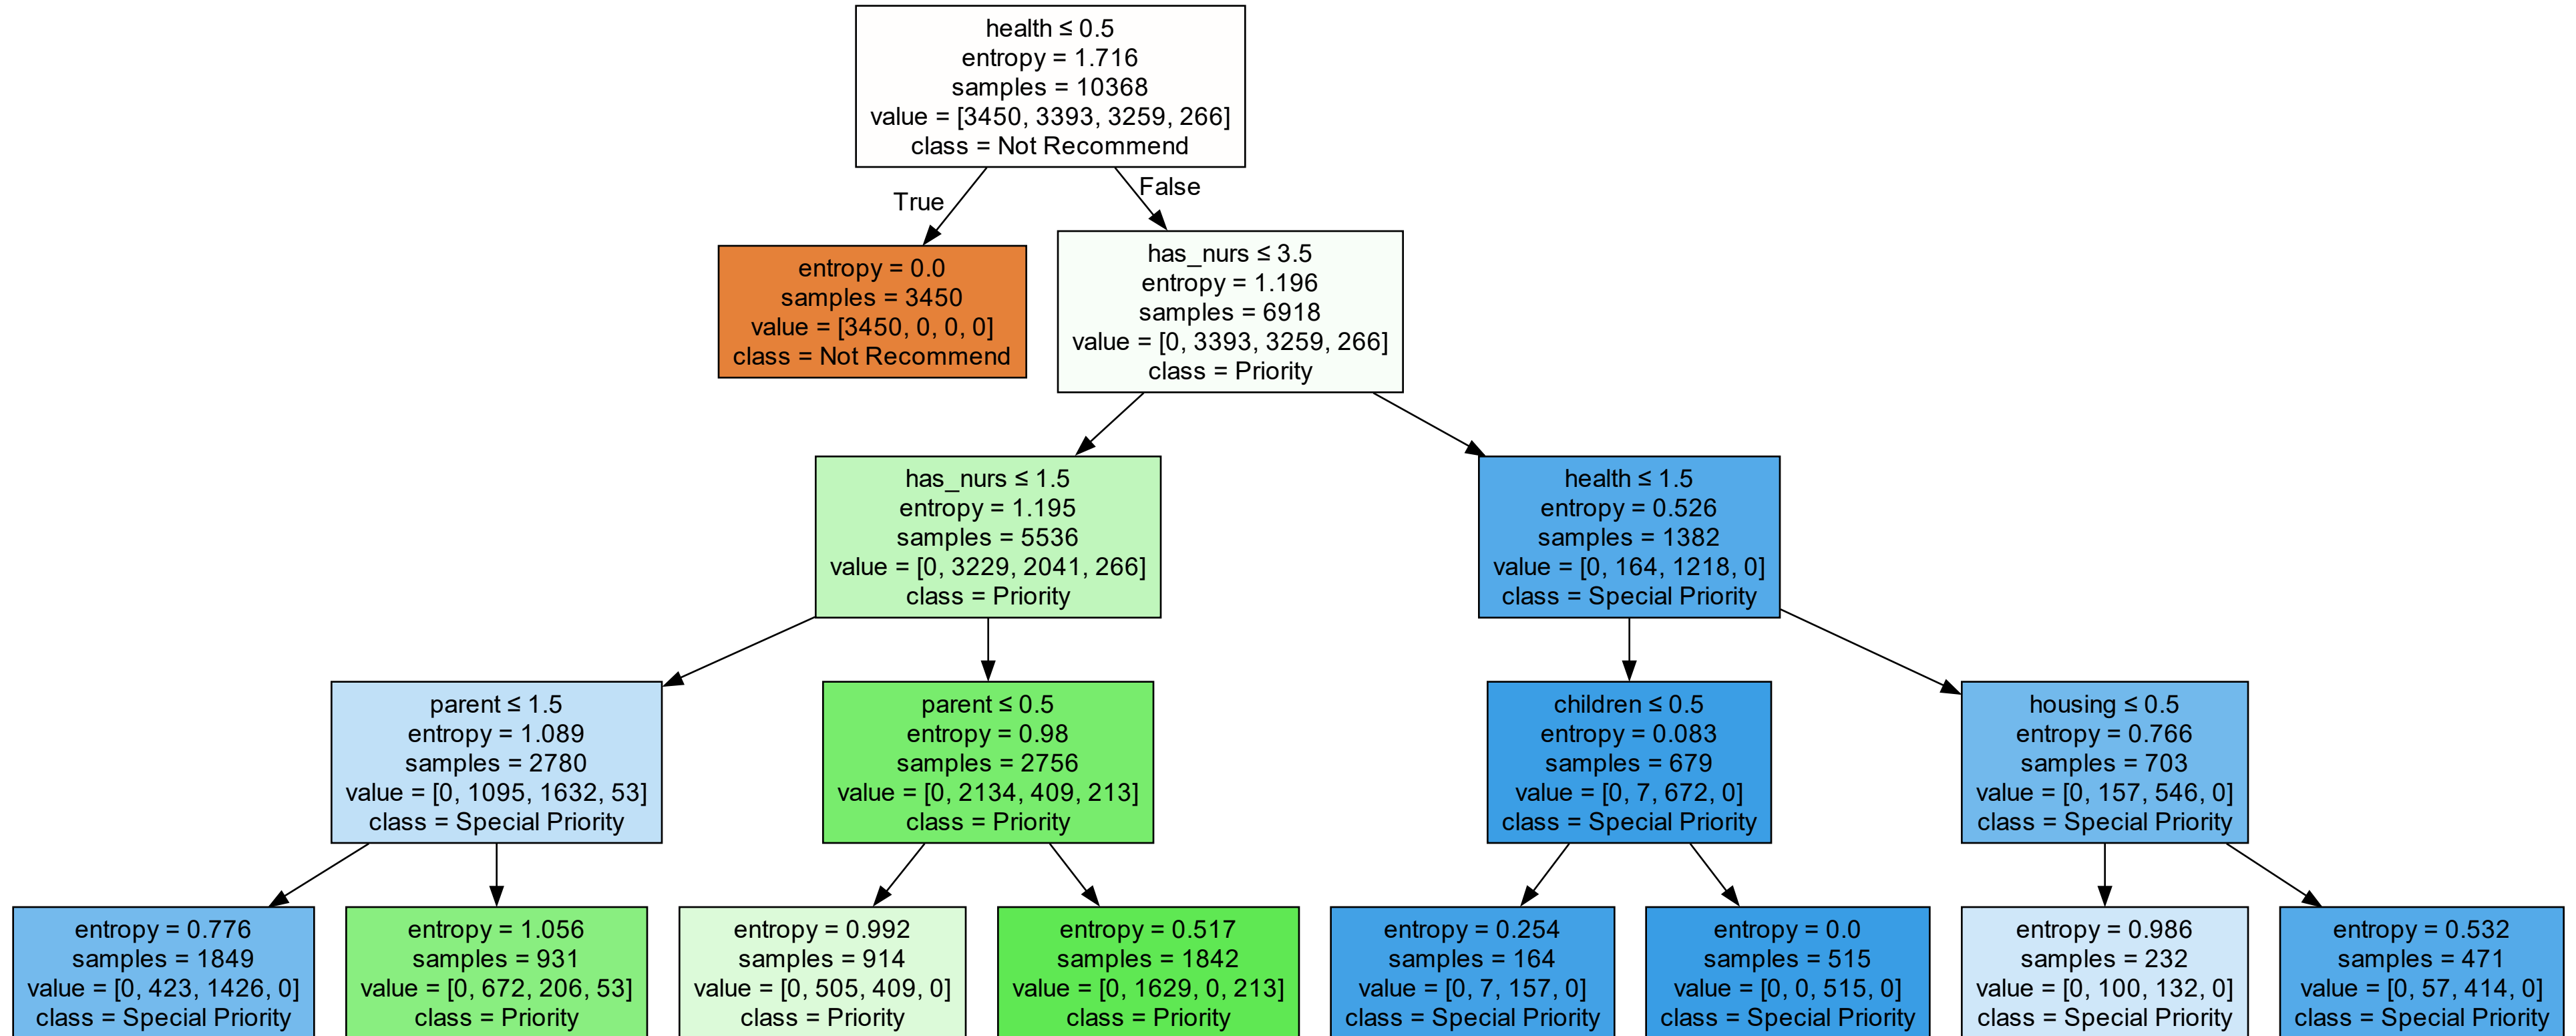 health ≤ 0.5
entropy = 1.716
samples = 10368
value = [3450, 3393, 3259, 266]
class = Not Recommend
True
False
entropy = 0.0
samples = 3450
value = [3450, 0, 0, 0]
class = Not Recommend
has_nurs ≤ 3.5
entropy = 1.196
samples = 6918
value = [0, 3393, 3259, 266]
class = Priority
has_nurs ≤ 1.5
entropy = 1.195
samples = 5536
value = [0, 3229, 2041, 266]
class = Priority
health ≤ 1.5
entropy = 0.526
samples = 1382
value = [0, 164, 1218, 0]
class = Special Priority
parent ≤ 1.5
entropy = 1.089
samples = 2780
value = [0, 1095, 1632, 53]
class = Special Priority
parent ≤ 0.5
entropy = 0.98
samples = 2756
value = [0, 2134, 409, 213]
class = Priority
children ≤ 0.5
entropy = 0.083
samples = 679
value = [0, 7, 672, 0]
class = Special Priority
housing ≤ 0.5
entropy = 0.766
samples = 703
value = [0, 157, 546, 0]
class = Special Priority
entropy = 0.776
samples = 1849
value = [0, 423, 1426, 0]
class = Special Priority
entropy = 1.056
samples = 931
value = [0, 672, 206, 53]
class = Priority
entropy = 0.992
samples = 914
value = [0, 505, 409, 0]
class = Priority
entropy = 0.517
samples = 1842
value = [0, 1629, 0, 213]
class = Priority
entropy = 0.254
samples = 164
value = [0, 7, 157, 0]
class = Special Priority
entropy = 0.0
samples = 515
value = [0, 0, 515, 0]
class = Special Priority
entropy = 0.986
samples = 232
value = [0, 100, 132, 0]
class = Special Priority
entropy = 0.532
samples = 471
value = [0, 57, 414, 0]
class = Special Priority